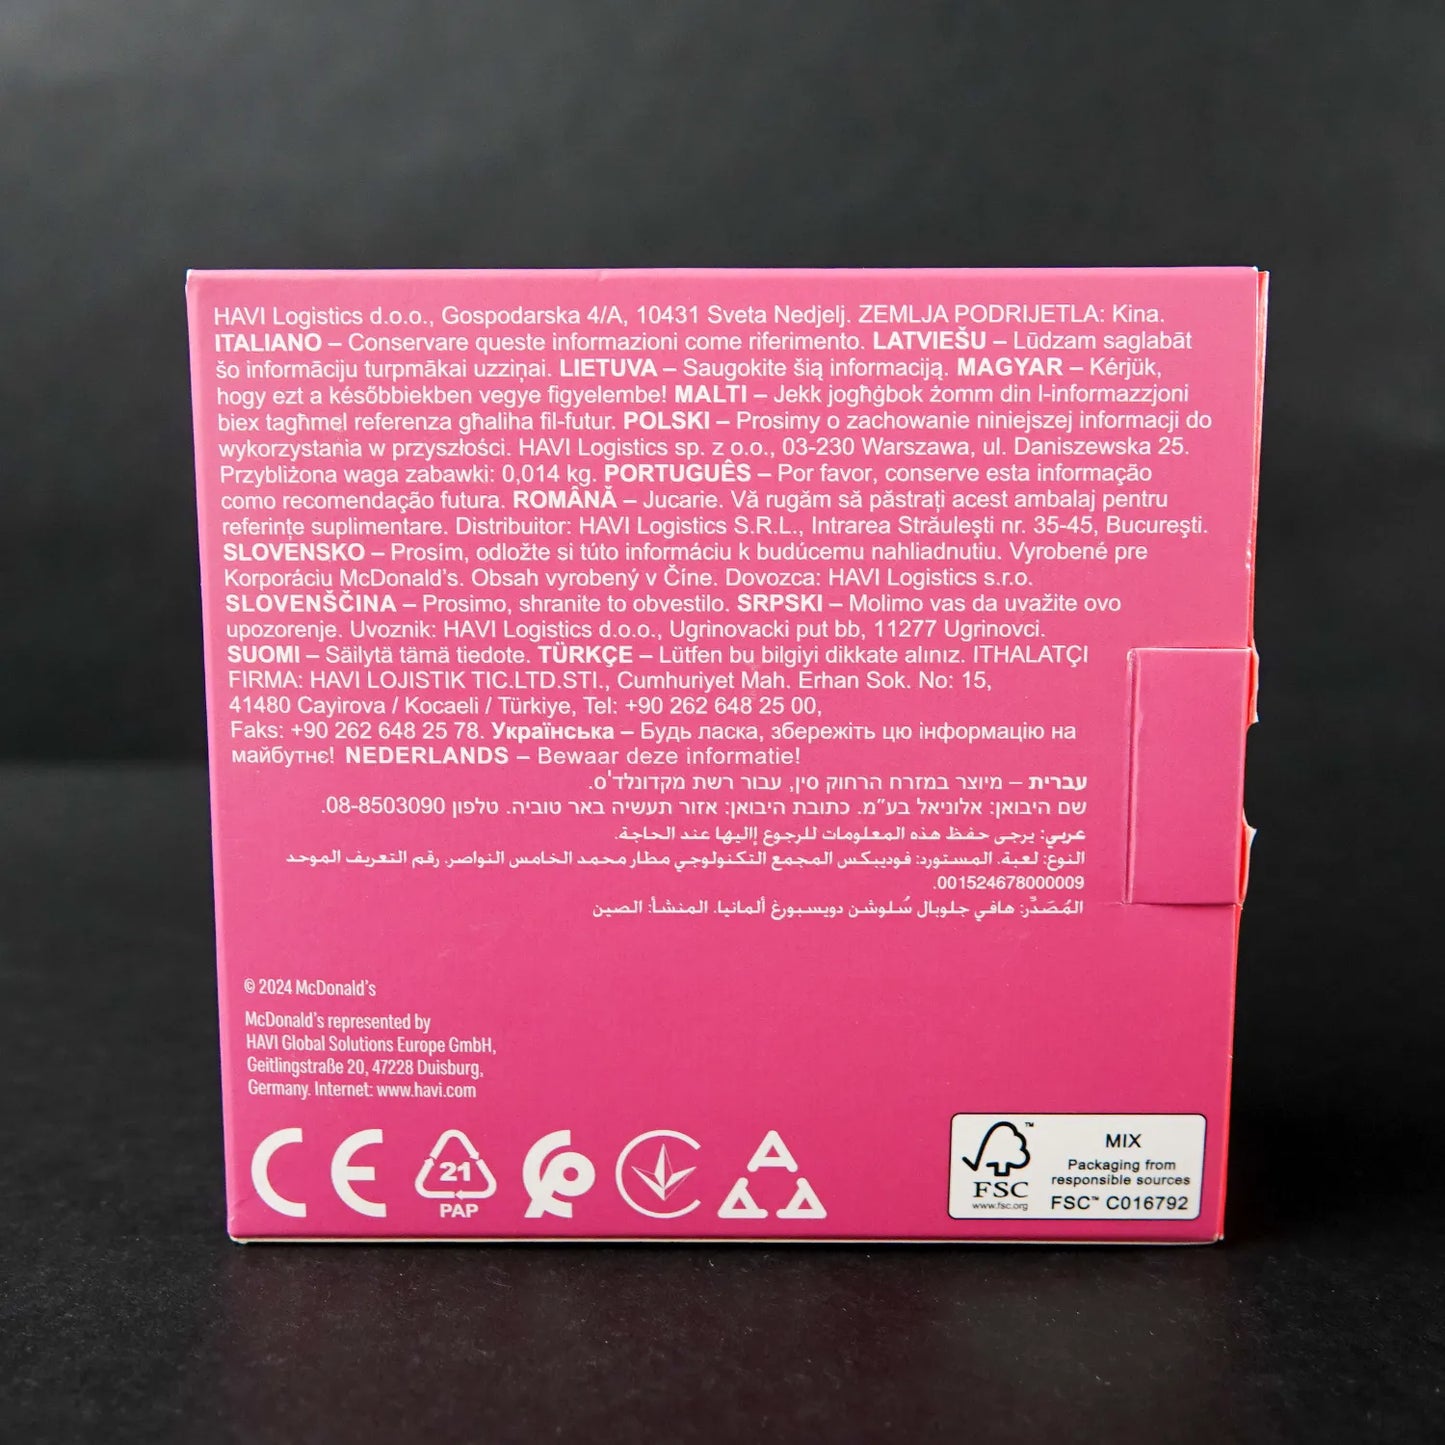 HAVI Logistics d.o.o., Gospodarska 4/A, 10431 Sveta Nedjelj. ZEMLJA PODRIJETLA: Kina.
ITALIANO – Conservare queste informazioni come riferimento. LATVIEŠU – Lūdzam saglabāt
šo informāciju turpmākai uzziņai. LIETUVA – Saugokite šią informaciją. MAGYAR – Kérjük,
hogy ezt a későbbiekben vegye figyelembe! MALTI – Jekk jogħġbok żomm din l-informazzjoni
biex tagħmel referenza għaliha fil-futur. POLSKI – Prosimy o zachowanie niniejszej informacji do
wykorzystania w przyszłości. HAVI Logistics sp. z o.o., 03-230 Warszawa, ul. Daniszewska 25.
Przybliżona waga zabawki: 0,014 kg. PORTUGUÊS – Por favor, conserve esta informação
como recomendação futura. ROMÂNĂ – Jucarie. Vă rugăm să păstrați acest ambalaj pentru
referințe suplimentare. Distribuitor: HAVI Logistics S.R.L., Intrarea Străulești nr. 35-45, București.
SLOVENSKO – Prosím, odložte si túto informáciu k budúcemu nahliadnutiu. Vyrobené pre
Korporáciu McDonald's. Obsah vyrobený v Číne. Dovozca: HAVI Logistics s.r.o.
SLOVENŠČINA – Prosimo, shranite to obvestilo. SRPSKI – Molimo vas da uvažite ovo
upozorenje. Uvoznik: HAVI Logistics d.o.o., Ugrinovacki put bb, 11277 Ugrinovci.
SUOMI – Säilytä tämä tiedote. TÜRKÇE – Lütfen bu bilgiyi dikkate alınız. ITHALATÇI
FIRMA: HAVI LOJISTIK TIC.LTD.STI., Cumhuriyet Mah. Erhan Sok. No: 15,
41480 Cayirova / Kocaeli / Türkiye, Tel: +90 262 648 25 00,
Faks: +90 262 648 25 78. Українська – Будь ласка, збережіть цю інформацію на
майбутнє! NEDERLANDS – Bewaar deze informatie!
עברית – מיוצר במזרח הרחוק סין, עבור רשת מקדונלד'ס.
שם היבואן: אלוניאל בע״מ. כתובת היבואן: אזור תעשיה באר טוביה. טלפון 08-8503090.
عربي: يرجى حفظ هذه المعلومات للرجوع إاليها عند الحاجة.
النوع: لعبة. المستورد: فوديبكس المجمع التكنولوجي مطار محمد الخامس النواصر. رقم التعريف الموحد
001524678000009.
المُصَدِّر: هافي جلوبال سُلوشن دويسبورغ ألمانيا. المنشأ: الصين
© 2024 McDonald's
McDonald's represented by
HAVI Global Solutions Europe GmbH,
Geitlingstraße 20, 47228 Duisburg,
Germany. Internet: www.havi.com
CE
21
PAP
FSC™
www.fsc.org
MIX
Packaging from
responsible sources
FSC™ C016792